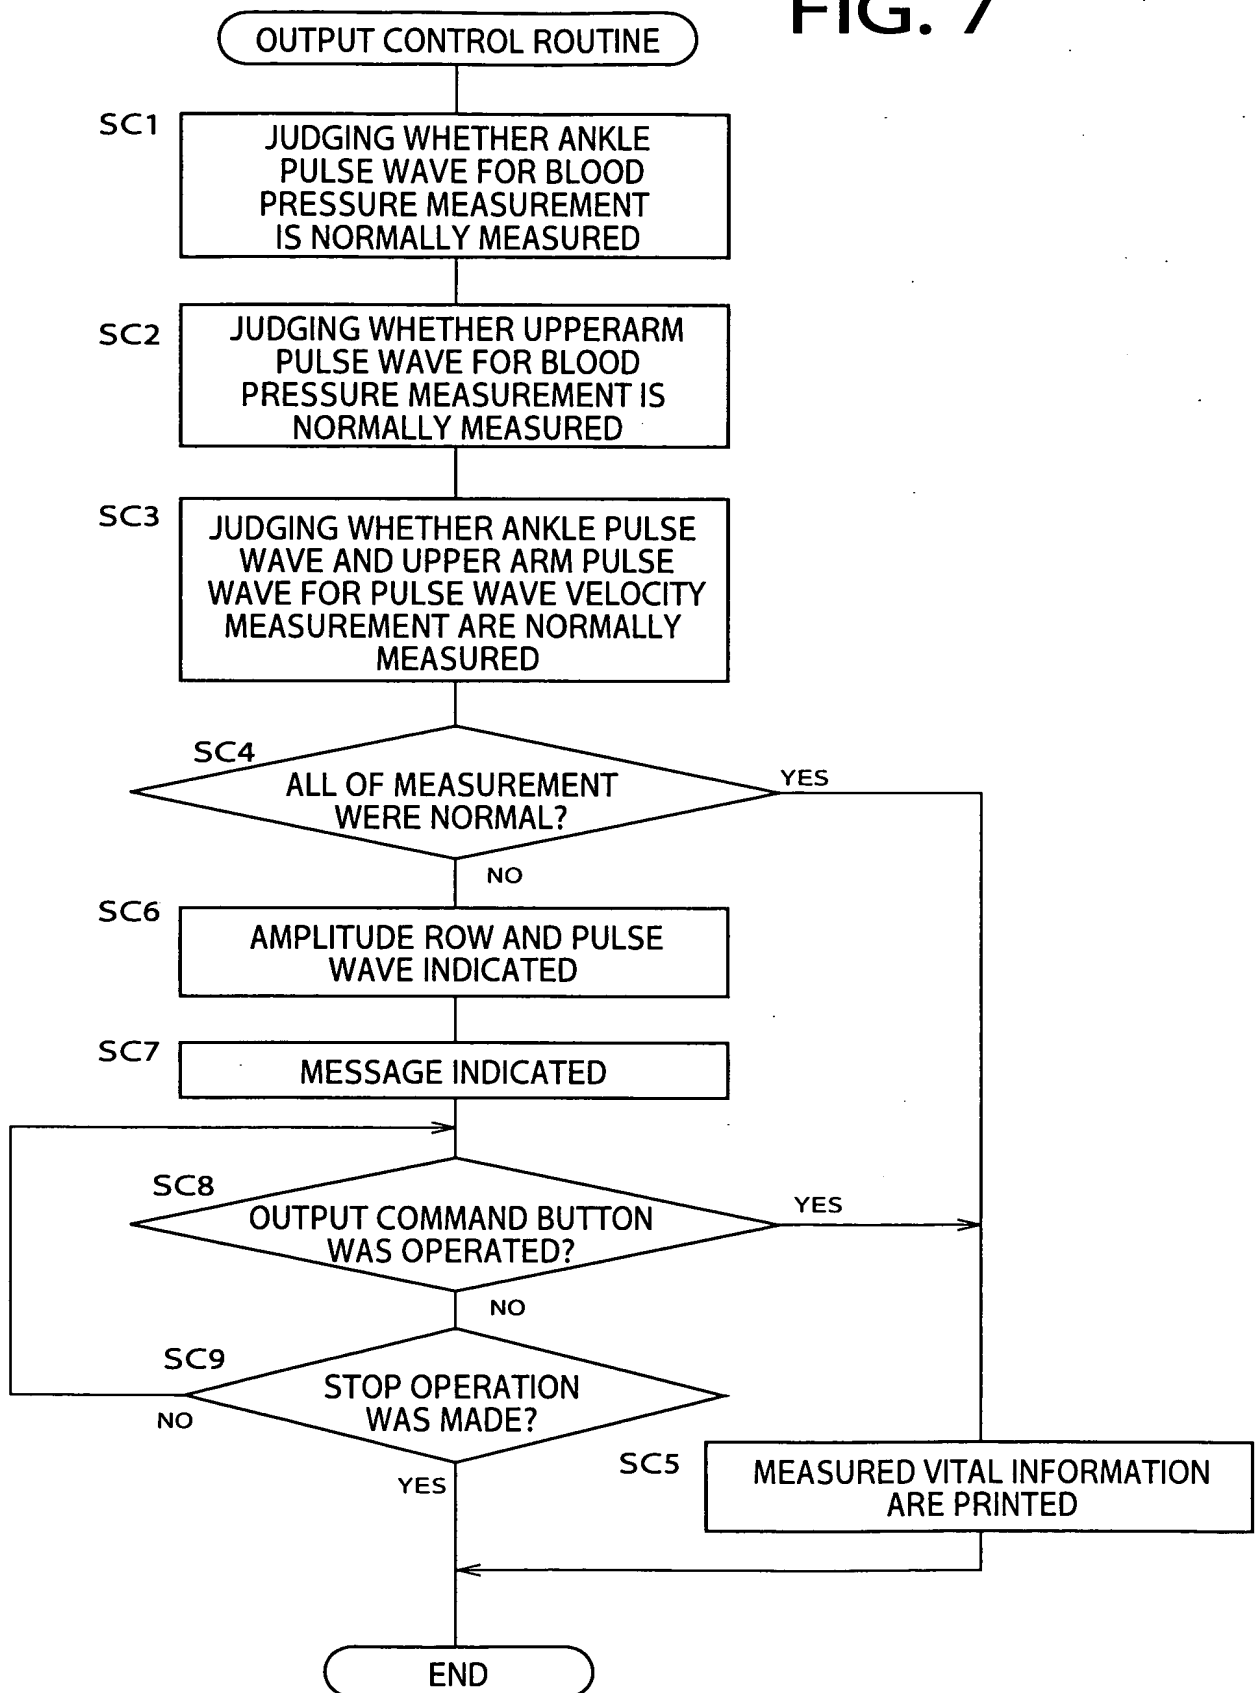 FIG. 7
OUTPUT CONTROL ROUTINE
SC1
JUDGING WHETHER ANKLE
PULSE WAVE FOR BLOOD
PRESSURE MEASUREMENT
IS NORMALLY MEASURED
SC2
JUDGING WHETHER UPPERARM
PULSE WAVE FOR BLOOD
PRESSURE MEASUREMENT IS
NORMALLY MEASURED
SC3
JUDGING WHETHER ANKLE PULSE
WAVE AND UPPER ARM PULSE
WAVE FOR PULSE WAVE VELOCITY
MEASUREMENT ARE NORMALLY
MEASURED
SC4
ALL OF MEASUREMENT
WERE NORMAL?
YES
NO
SC6
AMPLITUDE ROW AND PULSE
WAVE INDICATED
SC7
MESSAGE INDICATED
SC8
OUTPUT COMMAND BUTTON
WAS OPERATED?
YES
NO
SC9
STOP OPERATION
WAS MADE?
NO
YES
SC5
MEASURED VITAL INFORMATION
ARE PRINTED
END